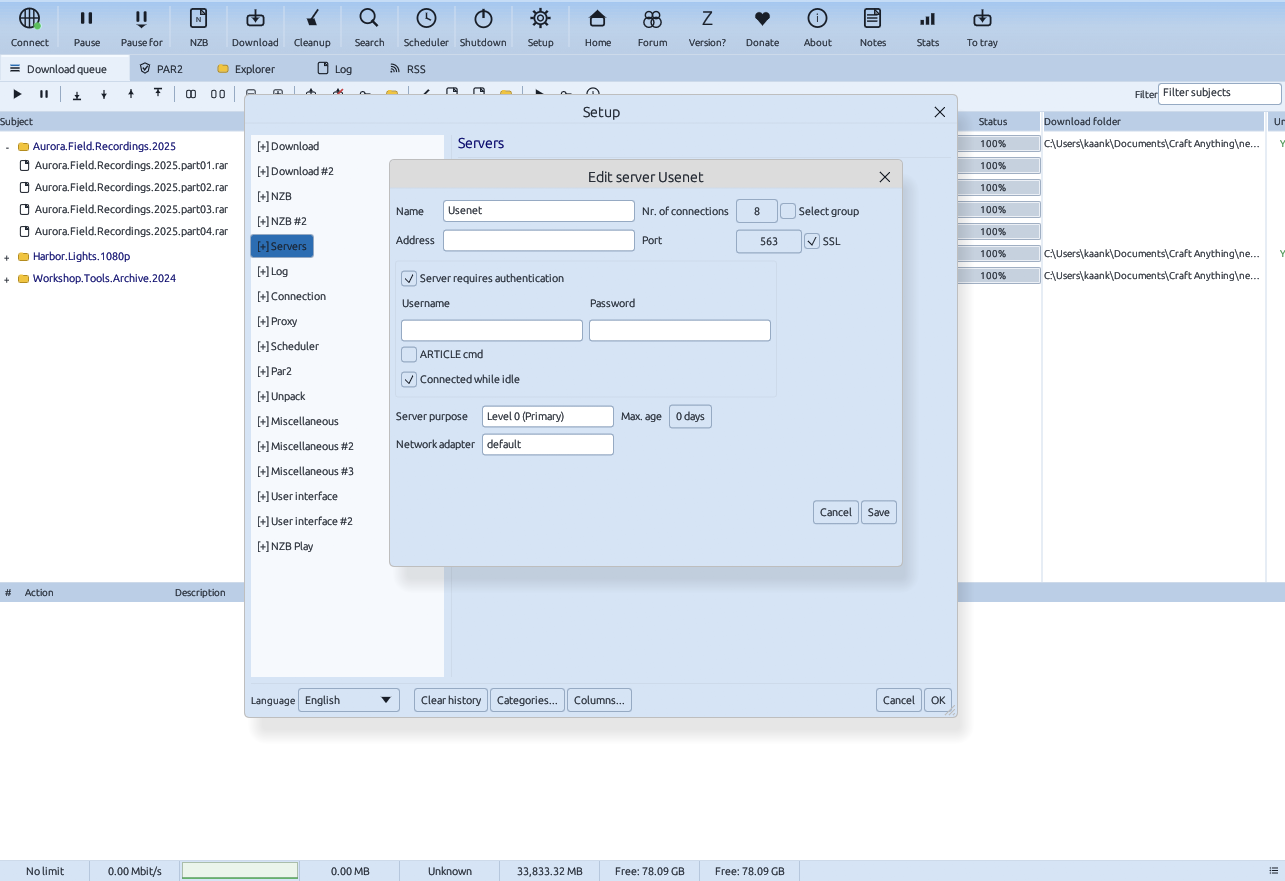 Connect Pause Pause for NZB Download Cleanup Search Scheduler Shutdown Setup Home Forum Version? Donate About Notes Stats To tray
Download queue PAR2 Explorer Log RSS
Filter Filter subjects
Subject Status Download folder Un
Setup
Servers
Edit server Usenet
- Aurora.Field.Recordings.2025 100% C:\Users\kaank\Documents\Craft Anything\ne... Y
Aurora.Field.Recordings.2025.part01.rar 100%
Aurora.Field.Recordings.2025.part02.rar 100%
Aurora.Field.Recordings.2025.part03.rar 100%
Aurora.Field.Recordings.2025.part04.rar 100%
+ Harbor.Lights.1080p 100% C:\Users\kaank\Documents\Craft Anything\ne... Y
+ Workshop.Tools.Archive.2024 100% C:\Users\kaank\Documents\Craft Anything\ne...
[+] Download
[+] Download #2
[+] NZB
[+] NZB #2
[+] Servers
[+] Log
[+] Connection
[+] Proxy
[+] Scheduler
[+] Par2
[+] Unpack
[+] Miscellaneous
[+] Miscellaneous #2
[+] Miscellaneous #3
[+] User interface
[+] User interface #2
[+] NZB Play
Name Usenet Nr. of connections 8 Select group
Address Port 563 SSL
Server requires authentication
Username Password
ARTICLE cmd
Connected while idle
Server purpose Level 0 (Primary) Max. age 0 days
Network adapter default
Cancel Save
# Action Description
Language English Clear history Categories... Columns... Cancel OK
No limit 0.00 Mbit/s 0.00 MB Unknown 33,833.32 MB Free: 78.09 GB Free: 78.09 GB